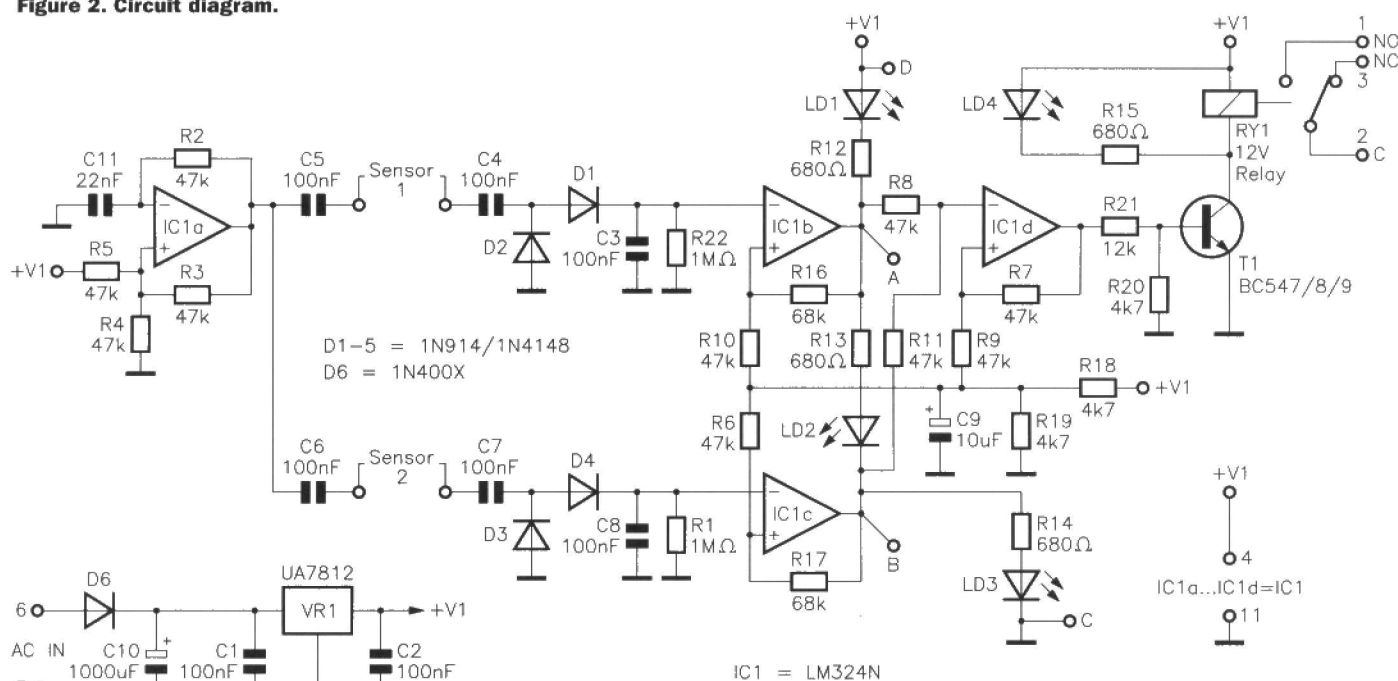 Figure 2. Circuit diagram.
+V1
D
LD1
R12
680Ω
+V1
LD4
R15
680Ω
RY1
12V
Relay
1
NO
NC
3
2
C
C11
22nF
R2
47k
IC1a
−
+
R5
47k
+V1
R3
47k
R4
47k
C5
100nF
Sensor
1
C4
100nF
D1
D2
C3
100nF
R22
1MΩ
IC1b
−
+
R16
68k
R8
47k
A
IC1d
−
+
R7
47k
R21
12k
R20
4k7
T1
BC547/8/9
D1-5 = 1N914/1N4148
D6 = 1N400X
R10
47k
R13
680Ω
R11
47k
R9
47k
R18
4k7
+V1
R6
47k
LD2
+
C9
10uF
R19
4k7
C6
100nF
Sensor
2
C7
100nF
D4
D3
C8
100nF
R1
1MΩ
IC1c
−
+
R17
68k
B
R14
680Ω
LD3
C
+V1
4
IC1a...IC1d=IC1
11
D6
6
AC IN
C10
1000uF
+
C1
100nF
UA7812
VR1
+V1
C2
100nF
IC1 = LM324N